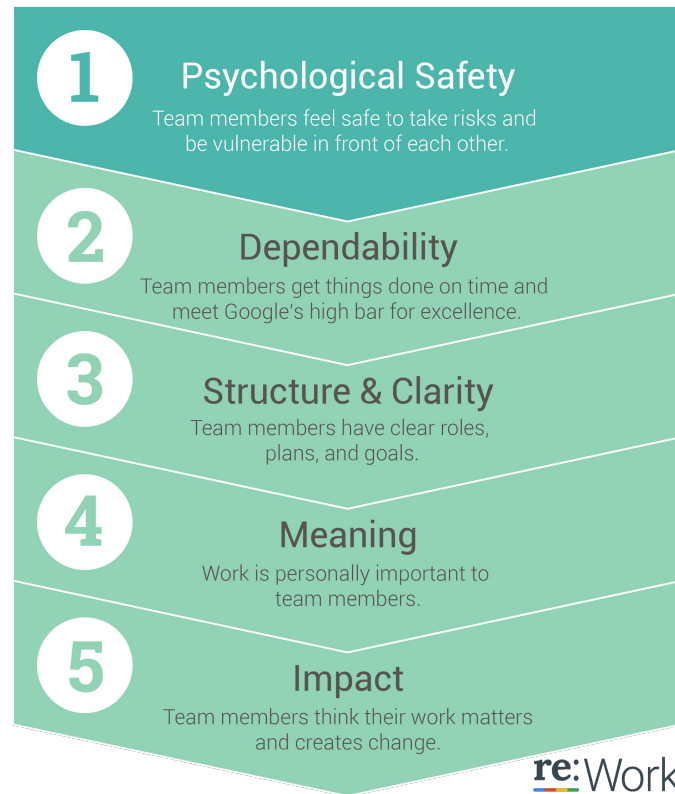 1
Psychological Safety
Team members feel safe to take risks and
be vulnerable in front of each other.
2
Dependability
Team members get things done on time and
meet Google's high bar for excellence.
3
Structure & Clarity
Team members have clear roles,
plans, and goals.
4
Meaning
Work is personally important to
team members.
5
Impact
Team members think their work matters
and creates change.
re:Work